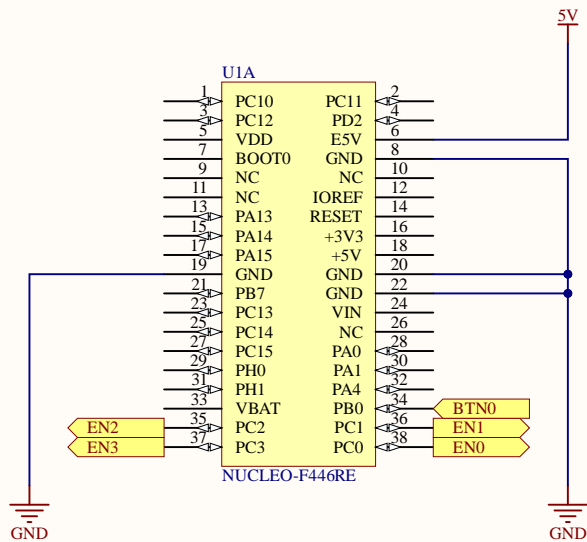 5V
U1A
1 PC10 PC11 2
3 PC12 PD2 4
5 VDD E5V 6
7 BOOT0 GND 8
9 NC NC 10
11 NC IOREF 12
13 PA13 RESET 14
15 PA14 +3V3 16
17 PA15 +5V 18
19 GND GND 20
21 PB7 GND 22
23 PC13 VIN 24
25 PC14 NC 26
27 PC15 PA0 28
29 PH0 PA1 30
31 PH1 PA4 32
33 VBAT PB0 34 BTN0
EN2 35 PC2 PC1 36 EN1
EN3 37 PC3 PC0 38 EN0
NUCLEO-F446RE
GND GND